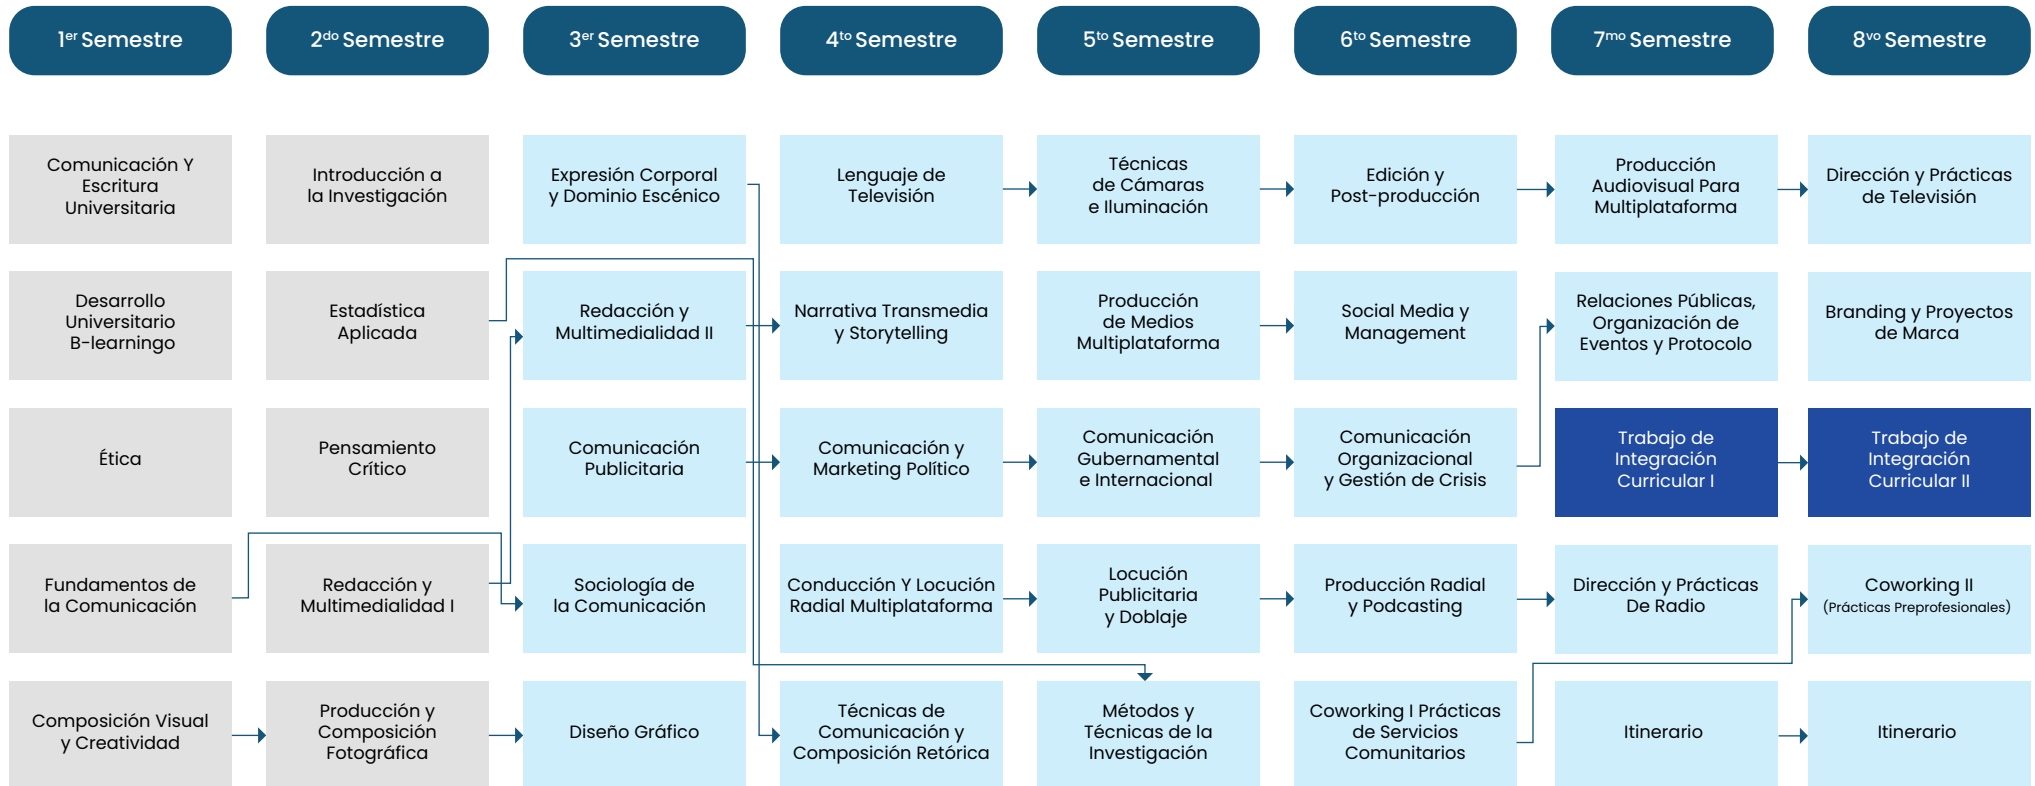 1er Semestre
2do Semestre
3er Semestre
4to Semestre
5to Semestre
6to Semestre
7mo Semestre
8vo Semestre
Comunicación Y
Escritura
Universitaria
Introducción a
la Investigación
Expresión Corporal
y Dominio Escénico
Lenguaje de
Televisión
Técnicas
de Cámaras
e Iluminación
Edición y
Post-producción
Producción
Audiovisual Para
Multiplataforma
Dirección y Prácticas
de Televisión
Desarrollo
Universitario
B-learningo
Estadística
Aplicada
Redacción y
Multimedialidad II
Narrativa Transmedia
y Storytelling
Producción
de Medios
Multiplataforma
Social Media y
Management
Relaciones Públicas,
Organización de
Eventos y Protocolo
Branding y Proyectos
de Marca
Ética
Pensamiento
Crítico
Comunicación
Publicitaria
Comunicación y
Marketing Político
Comunicación
Gubernamental
e Internacional
Comunicación
Organizacional
y Gestión de Crisis
Trabajo de
Integración
Curricular I
Trabajo de
Integración
Curricular II
Fundamentos de
la Comunicación
Redacción y
Multimedialidad I
Sociología de
la Comunicación
Conducción Y Locución
Radial Multiplataforma
Locución
Publicitaria
y Doblaje
Producción Radial
y Podcasting
Dirección y Prácticas
De Radio
Coworking II
(Prácticas Preprofesionales)
Composición Visual
y Creatividad
Producción y
Composición
Fotográfica
Diseño Gráfico
Técnicas de
Comunicación y
Composición Retórica
Métodos y
Técnicas de la
Investigación
Coworking I Prácticas
de Servicios
Comunitarios
Itinerario
Itinerario